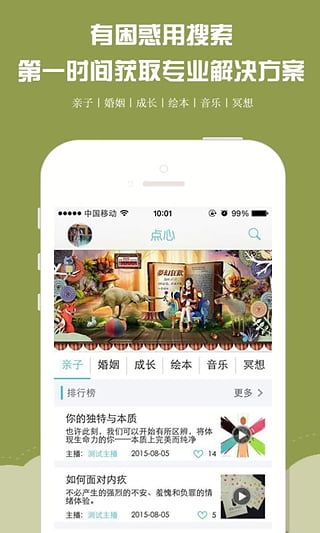 有困惑用搜索
第一时间获取专业解决方案
亲子 | 婚姻 | 成长 | 绘本 | 音乐 | 冥想
中国移动 10:01 99%
点心
夢幻狂歡
亲子 婚姻 成长 绘本 音乐 冥想
排行榜 更多 >
你的独特与本质
也许此刻，我们可以开始有所区辨，何
体现生命力的你——本质上完美而纯净
主播：测试主播 2015-08-05 14
如何面对内疚
不必产生的强烈的不安、羞愧和负罪的
情绪体验
主播：测试主播 2015-08-05 11